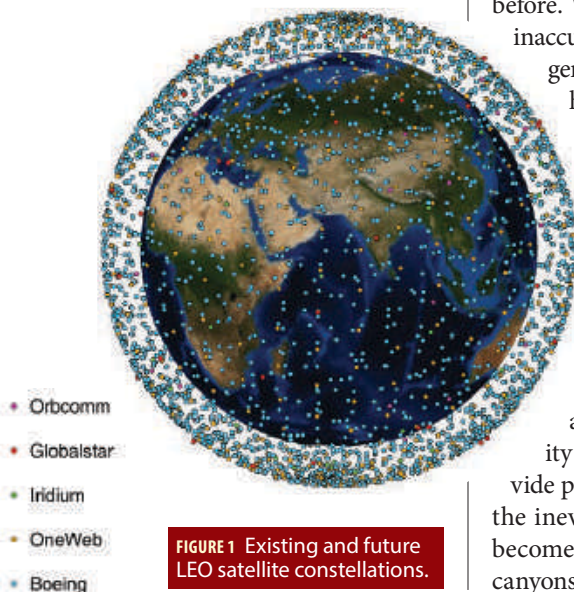 before.
inaccu
ger
a
ity
vide p
the inev
become
canyons
Orbcomm
Globalstar
Iridium
OneWeb
Boeing
FIGURE 1 Existing and future
LEO satellite constellations.